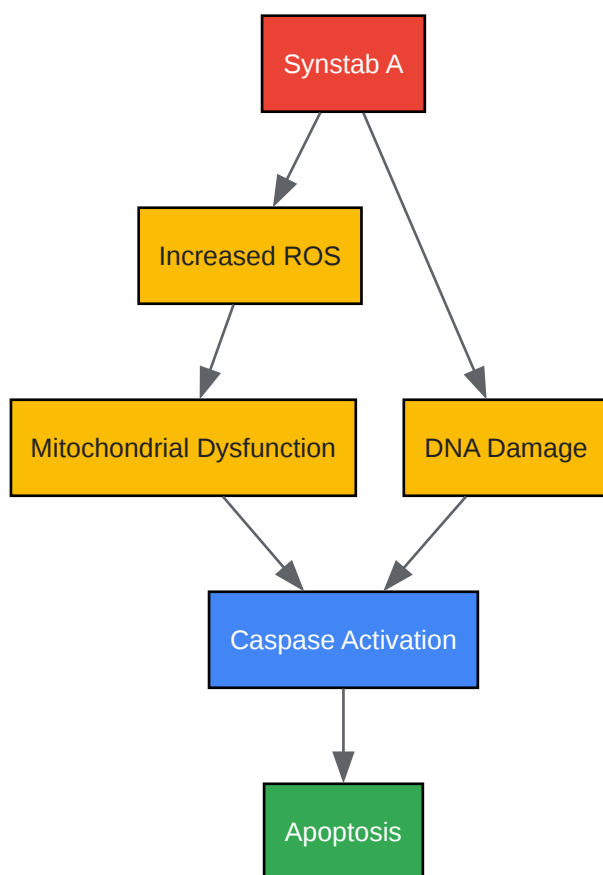 Synstab A
Increased ROS
Mitochondrial Dysfunction
DNA Damage
Caspase Activation
Apoptosis